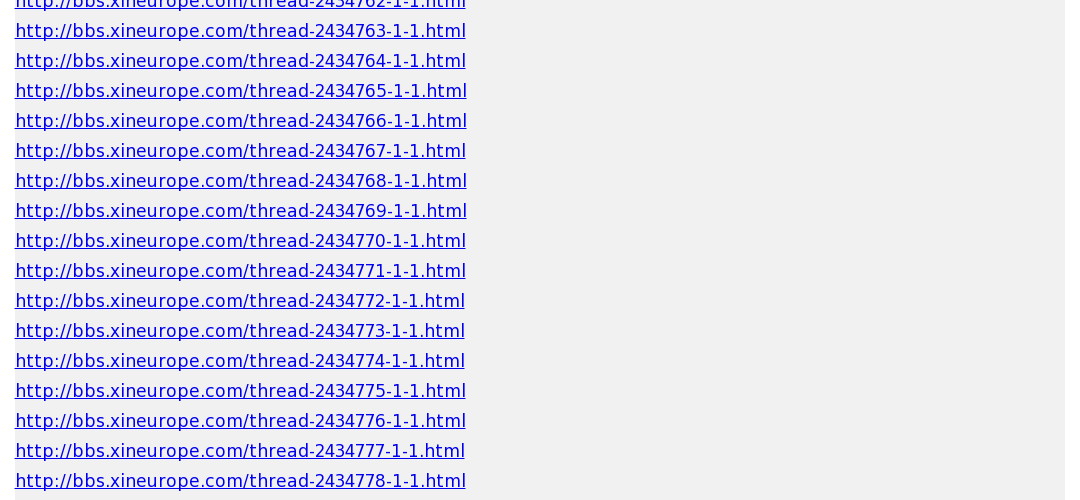 http://bbs.xineurope.com/thread-2434762-1-1.html
http://bbs.xineurope.com/thread-2434763-1-1.html
http://bbs.xineurope.com/thread-2434764-1-1.html
http://bbs.xineurope.com/thread-2434765-1-1.html
http://bbs.xineurope.com/thread-2434766-1-1.html
http://bbs.xineurope.com/thread-2434767-1-1.html
http://bbs.xineurope.com/thread-2434768-1-1.html
http://bbs.xineurope.com/thread-2434769-1-1.html
http://bbs.xineurope.com/thread-2434770-1-1.html
http://bbs.xineurope.com/thread-2434771-1-1.html
http://bbs.xineurope.com/thread-2434772-1-1.html
http://bbs.xineurope.com/thread-2434773-1-1.html
http://bbs.xineurope.com/thread-2434774-1-1.html
http://bbs.xineurope.com/thread-2434775-1-1.html
http://bbs.xineurope.com/thread-2434776-1-1.html
http://bbs.xineurope.com/thread-2434777-1-1.html
http://bbs.xineurope.com/thread-2434778-1-1.html